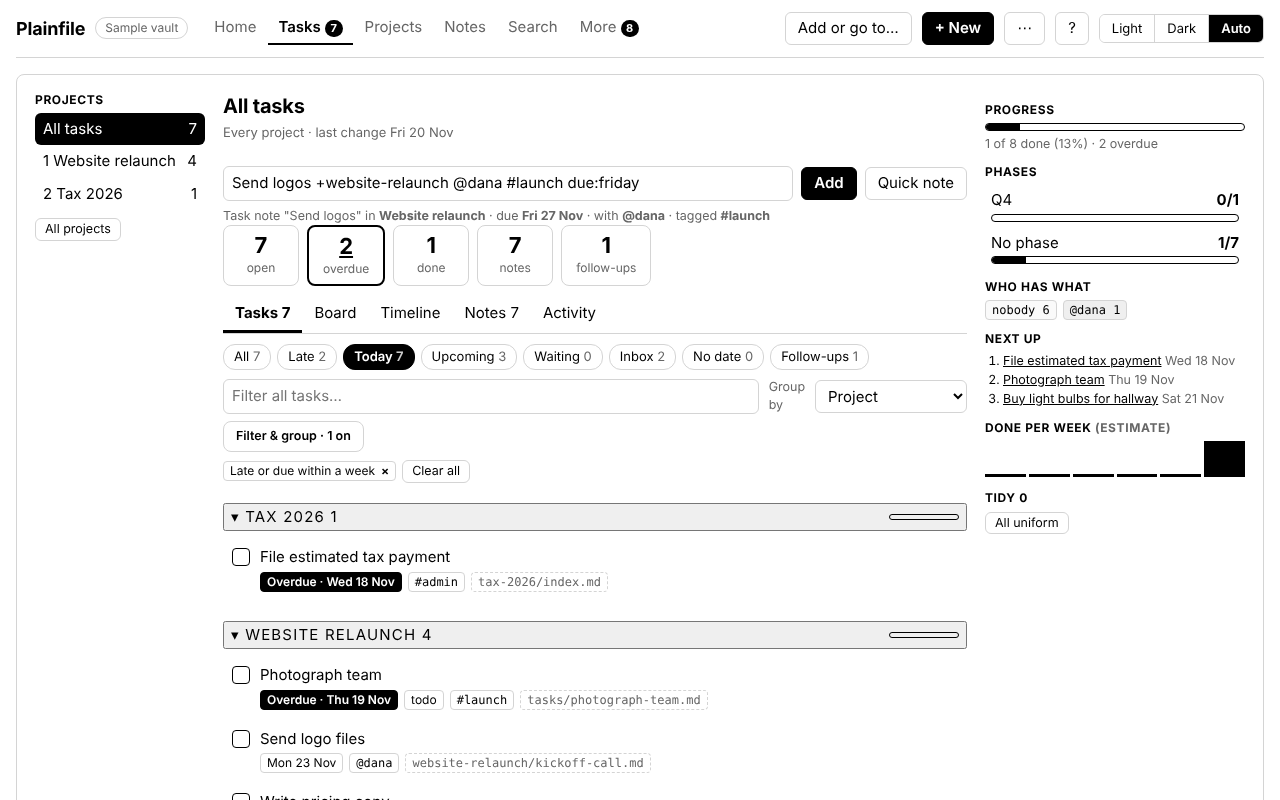 Plainfile Sample vault Home Tasks 7 Projects Notes Search More 8 Add or go to... + New ... ? Light Dark Auto
PROJECTS
All tasks 7
1 Website relaunch 4
2 Tax 2026 1
All projects
All tasks
Every project · last change Fri 20 Nov
Send logos +website-relaunch @dana #launch due:friday Add Quick note
Task note "Send logos" in Website relaunch · due Fri 27 Nov · with @dana · tagged #launch
7 open
2 overdue
1 done
7 notes
1 follow-ups
Tasks 7 Board Timeline Notes 7 Activity
All 7 Late 2 Today 7 Upcoming 3 Waiting 0 Inbox 2 No date 0 Follow-ups 1
Filter all tasks... Group by Project
Filter & group · 1 on
Late or due within a week × Clear all
▾ TAX 2026 1
File estimated tax payment
Overdue · Wed 18 Nov #admin tax-2026/index.md
▾ WEBSITE RELAUNCH 4
Photograph team
Overdue · Thu 19 Nov todo #launch tasks/photograph-team.md
Send logo files
Mon 23 Nov @dana website-relaunch/kickoff-call.md
Write pricing copy
PROGRESS
1 of 8 done (13%) · 2 overdue
PHASES
Q4 0/1
No phase 1/7
WHO HAS WHAT
nobody 6 @dana 1
NEXT UP
1. File estimated tax payment Wed 18 Nov
2. Photograph team Thu 19 Nov
3. Buy light bulbs for hallway Sat 21 Nov
DONE PER WEEK (ESTIMATE)
TIDY 0
All uniform